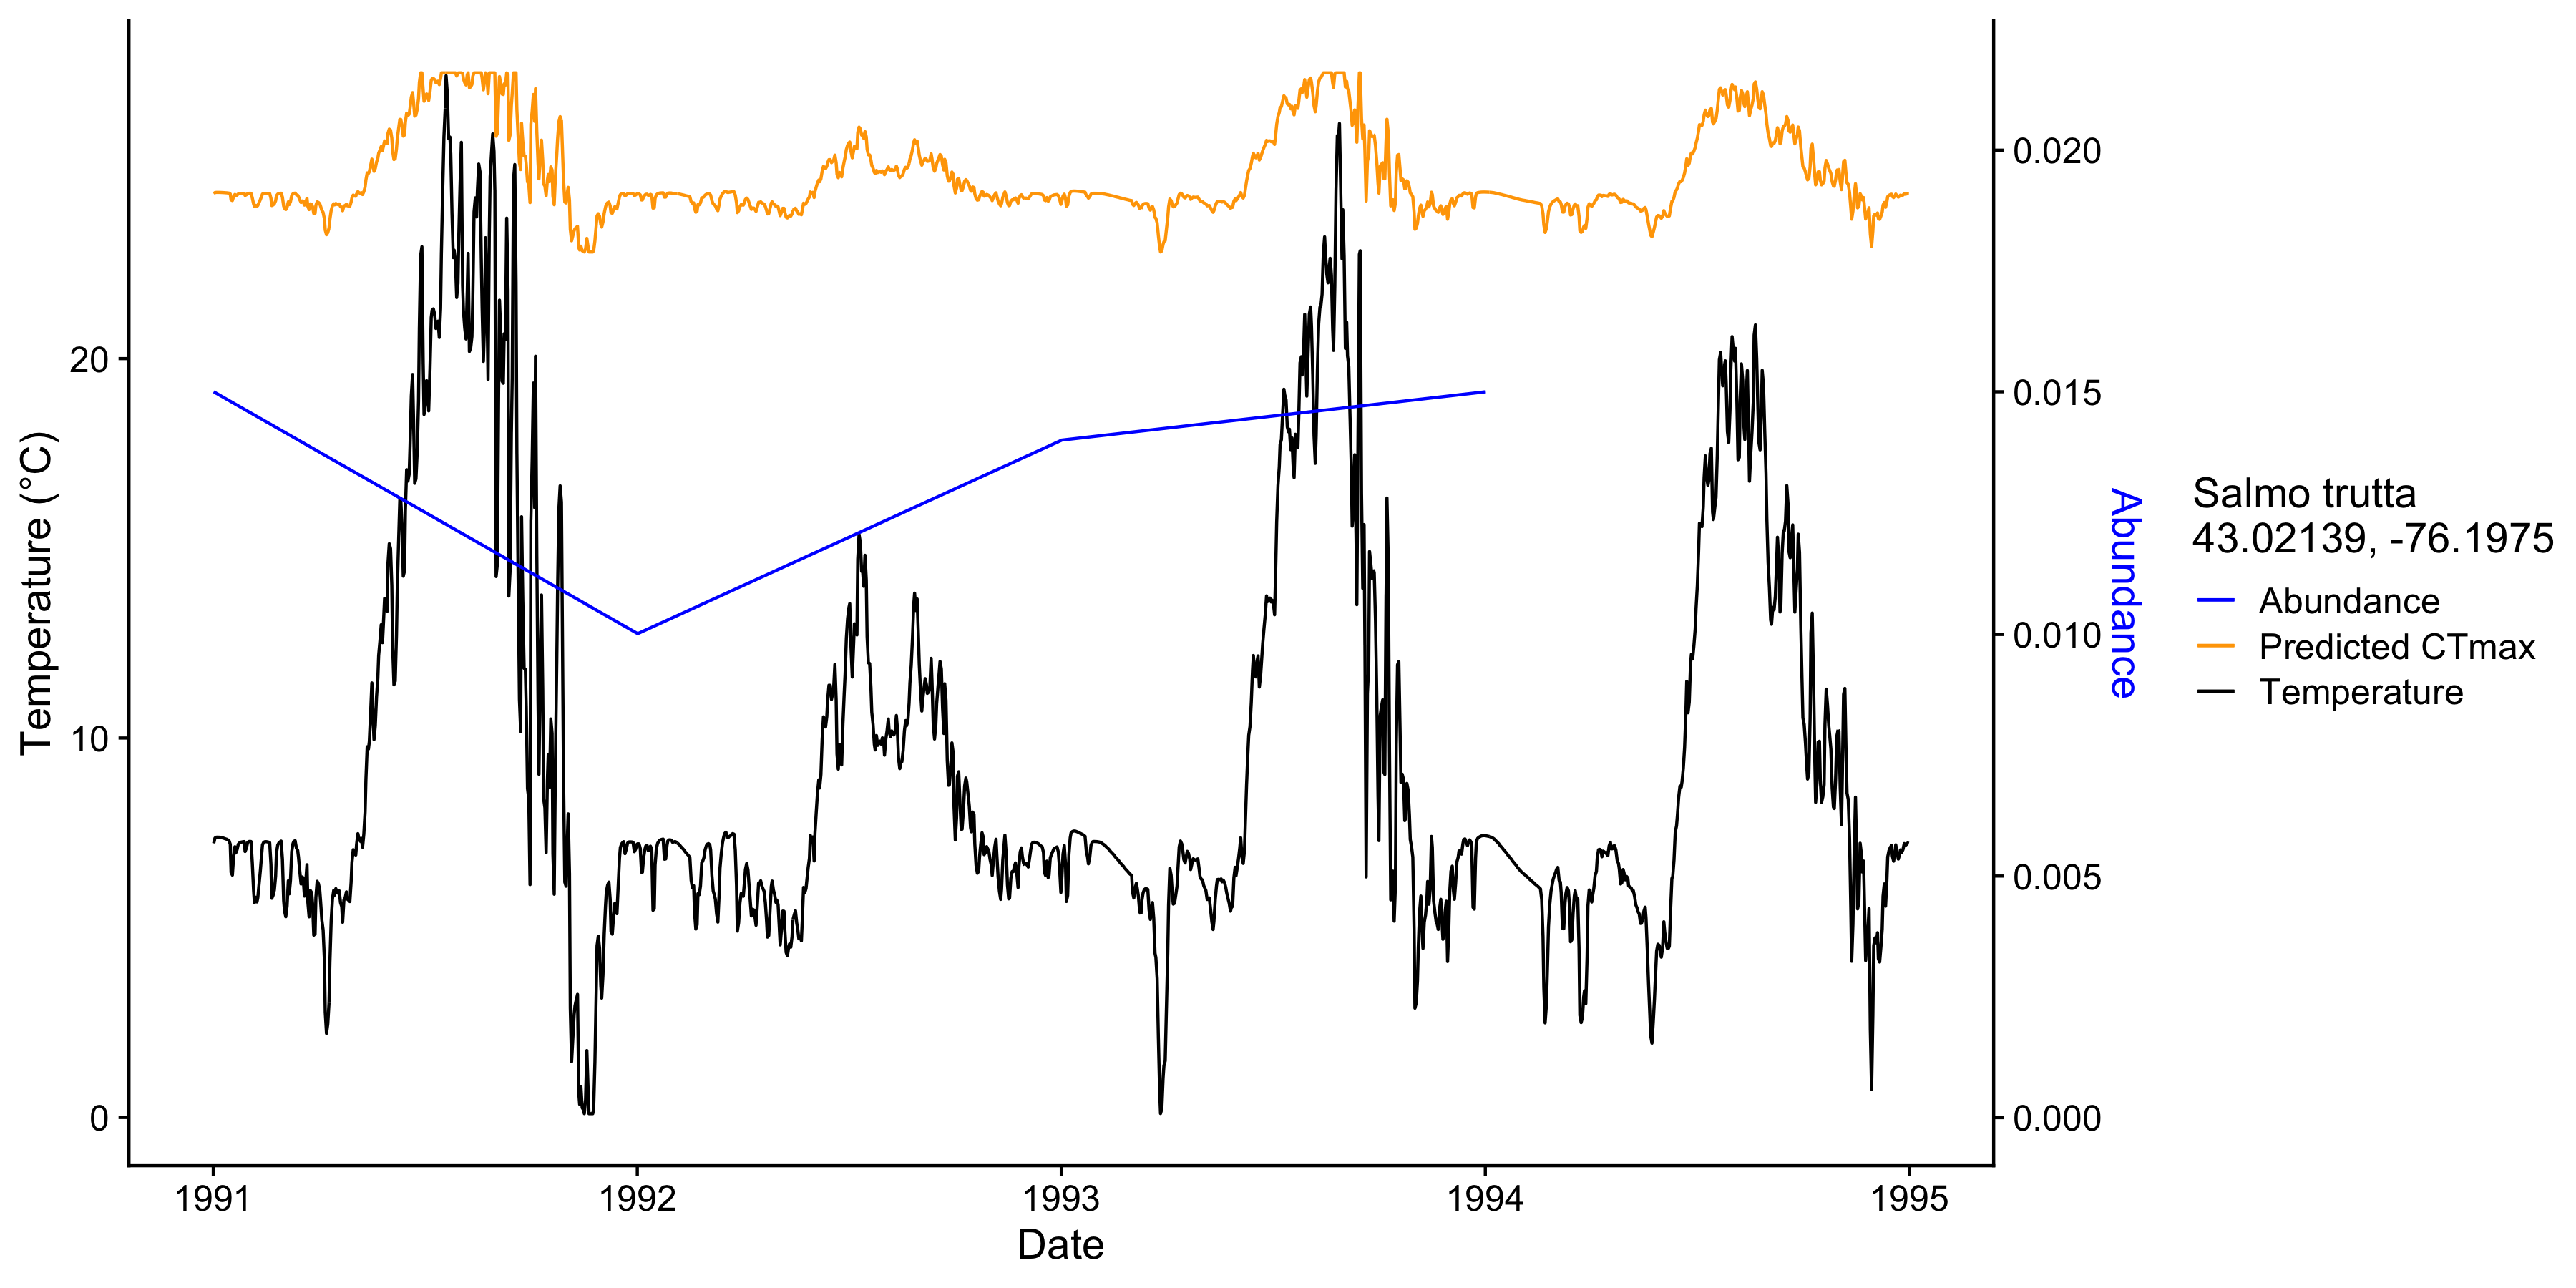 Temperature (°C)
20
10
0
1991
1992
1993
1994
1995
Date
0.020
0.015
0.010
0.005
0.000
Abundance
Salmo trutta
43.02139, -76.1975
Abundance
Predicted CTmax
Temperature